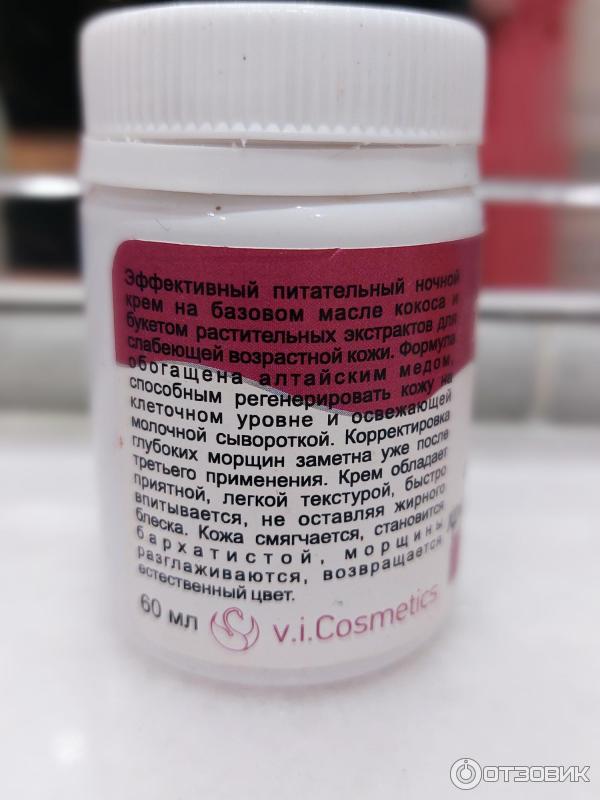 Эффективный питательный ночной
крем на базовом масле кокоса и
букетом растительных экстрактов для
слабеющей возрастной кожи. Формула
обогащена алтайским медом,
способным регенерировать кожу на
клеточном уровне и освежающей
молочной сывороткой. Корректировка
глубоких морщин заметна уже после
третьего применения. Крем обладает
приятной, легкой текстурой, быстро
впитывается, не оставляя жирного
блеска. Кожа смягчается, становится
бархатистой, морщины
разглаживаются, возвращается
естественный цвет.
60 мл v.i.Cosmetics
ОТЗОВИК